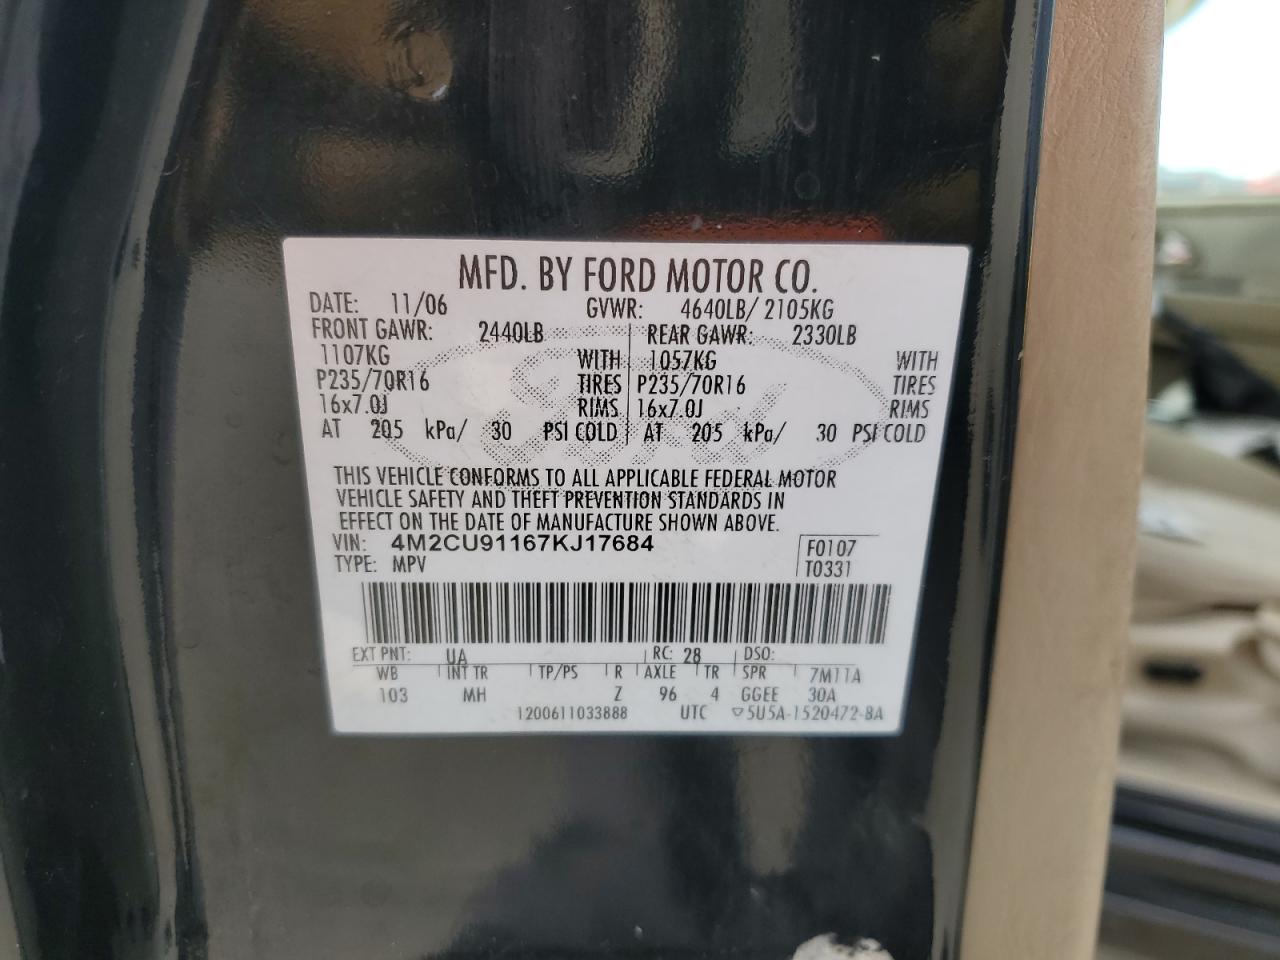 MFD. BY FORD MOTOR CO.
DATE: 11/06 GVWR: 4640LB/ 2105KG
FRONT GAWR: 2440LB REAR GAWR: 2330LB
1107KG WITH 1057KG WITH
P235/70R16 TIRES P235/70R16 TIRES
16x7.0J RIMS 16x7.0J RIMS
AT 205 kPa/ 30 PSI COLD AT 205 kPa/ 30 PSI COLD
THIS VEHICLE CONFORMS TO ALL APPLICABLE FEDERAL MOTOR
VEHICLE SAFETY AND THEFT PREVENTION STANDARDS IN
EFFECT ON THE DATE OF MANUFACTURE SHOWN ABOVE.
VIN: 4M2CU91167KJ17684 F0107
TYPE: MPV T0331
EXT PNT: UA RC: 28 DSO:
WB INT TR TP/PS R AXLE TR SPR 7M11A
103 MH Z 96 4 GGEE 30A
1200611033888 UTC ▽5U5A-1520472-BA